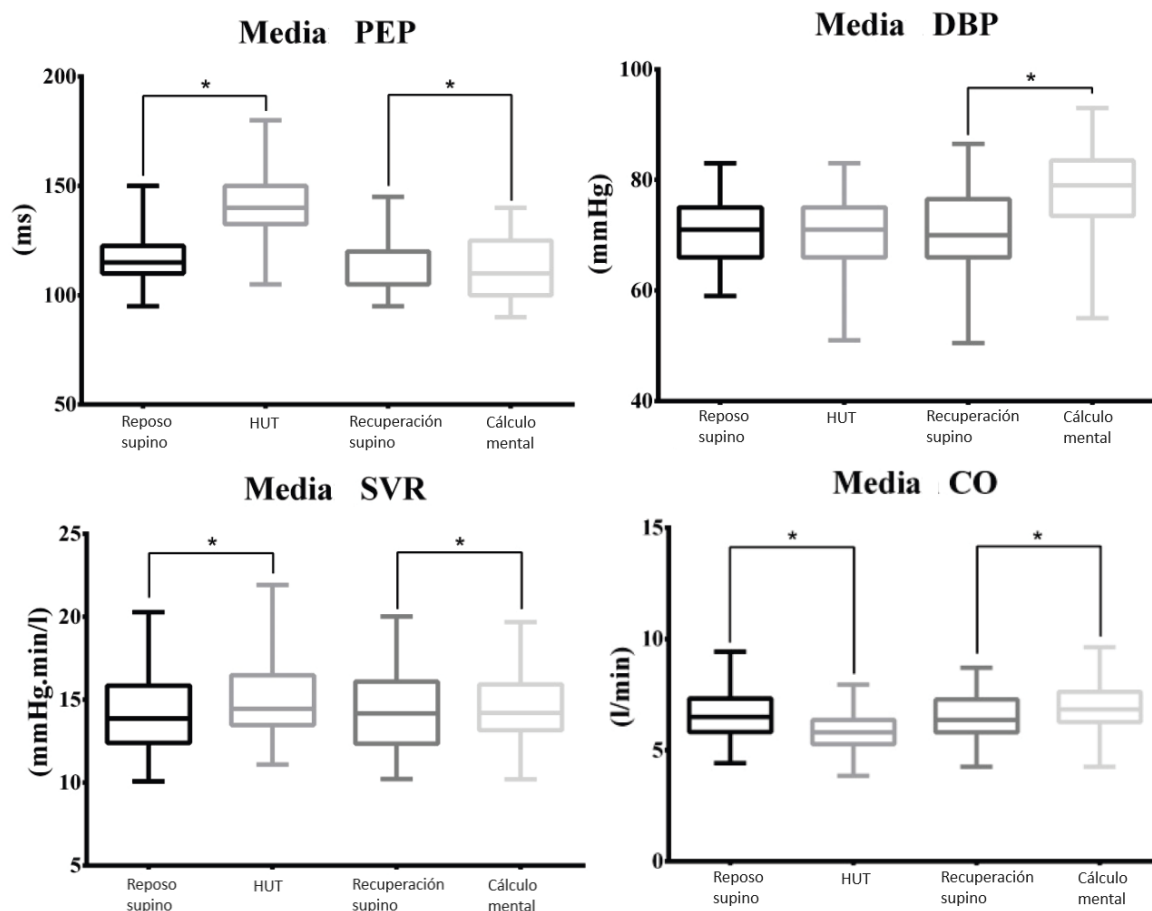 Media PEP
200
150
100
50
(ms)
*
*
Reposo
supino
HUT
Recuperación
supino
Cálculo
mental
Media DBP
100
80
60
40
(mmHg)
*
Reposo
supino
HUT
Recuperación
supino
Cálculo
mental
Media SVR
25
20
15
10
5
(mmHg.min/l)
*
*
Reposo
supino
HUT
Recuperación
supino
Cálculo
mental
Media CO
15
10
5
0
(l/min)
*
*
Reposo
supino
HUT
Recuperación
supino
Cálculo
mental